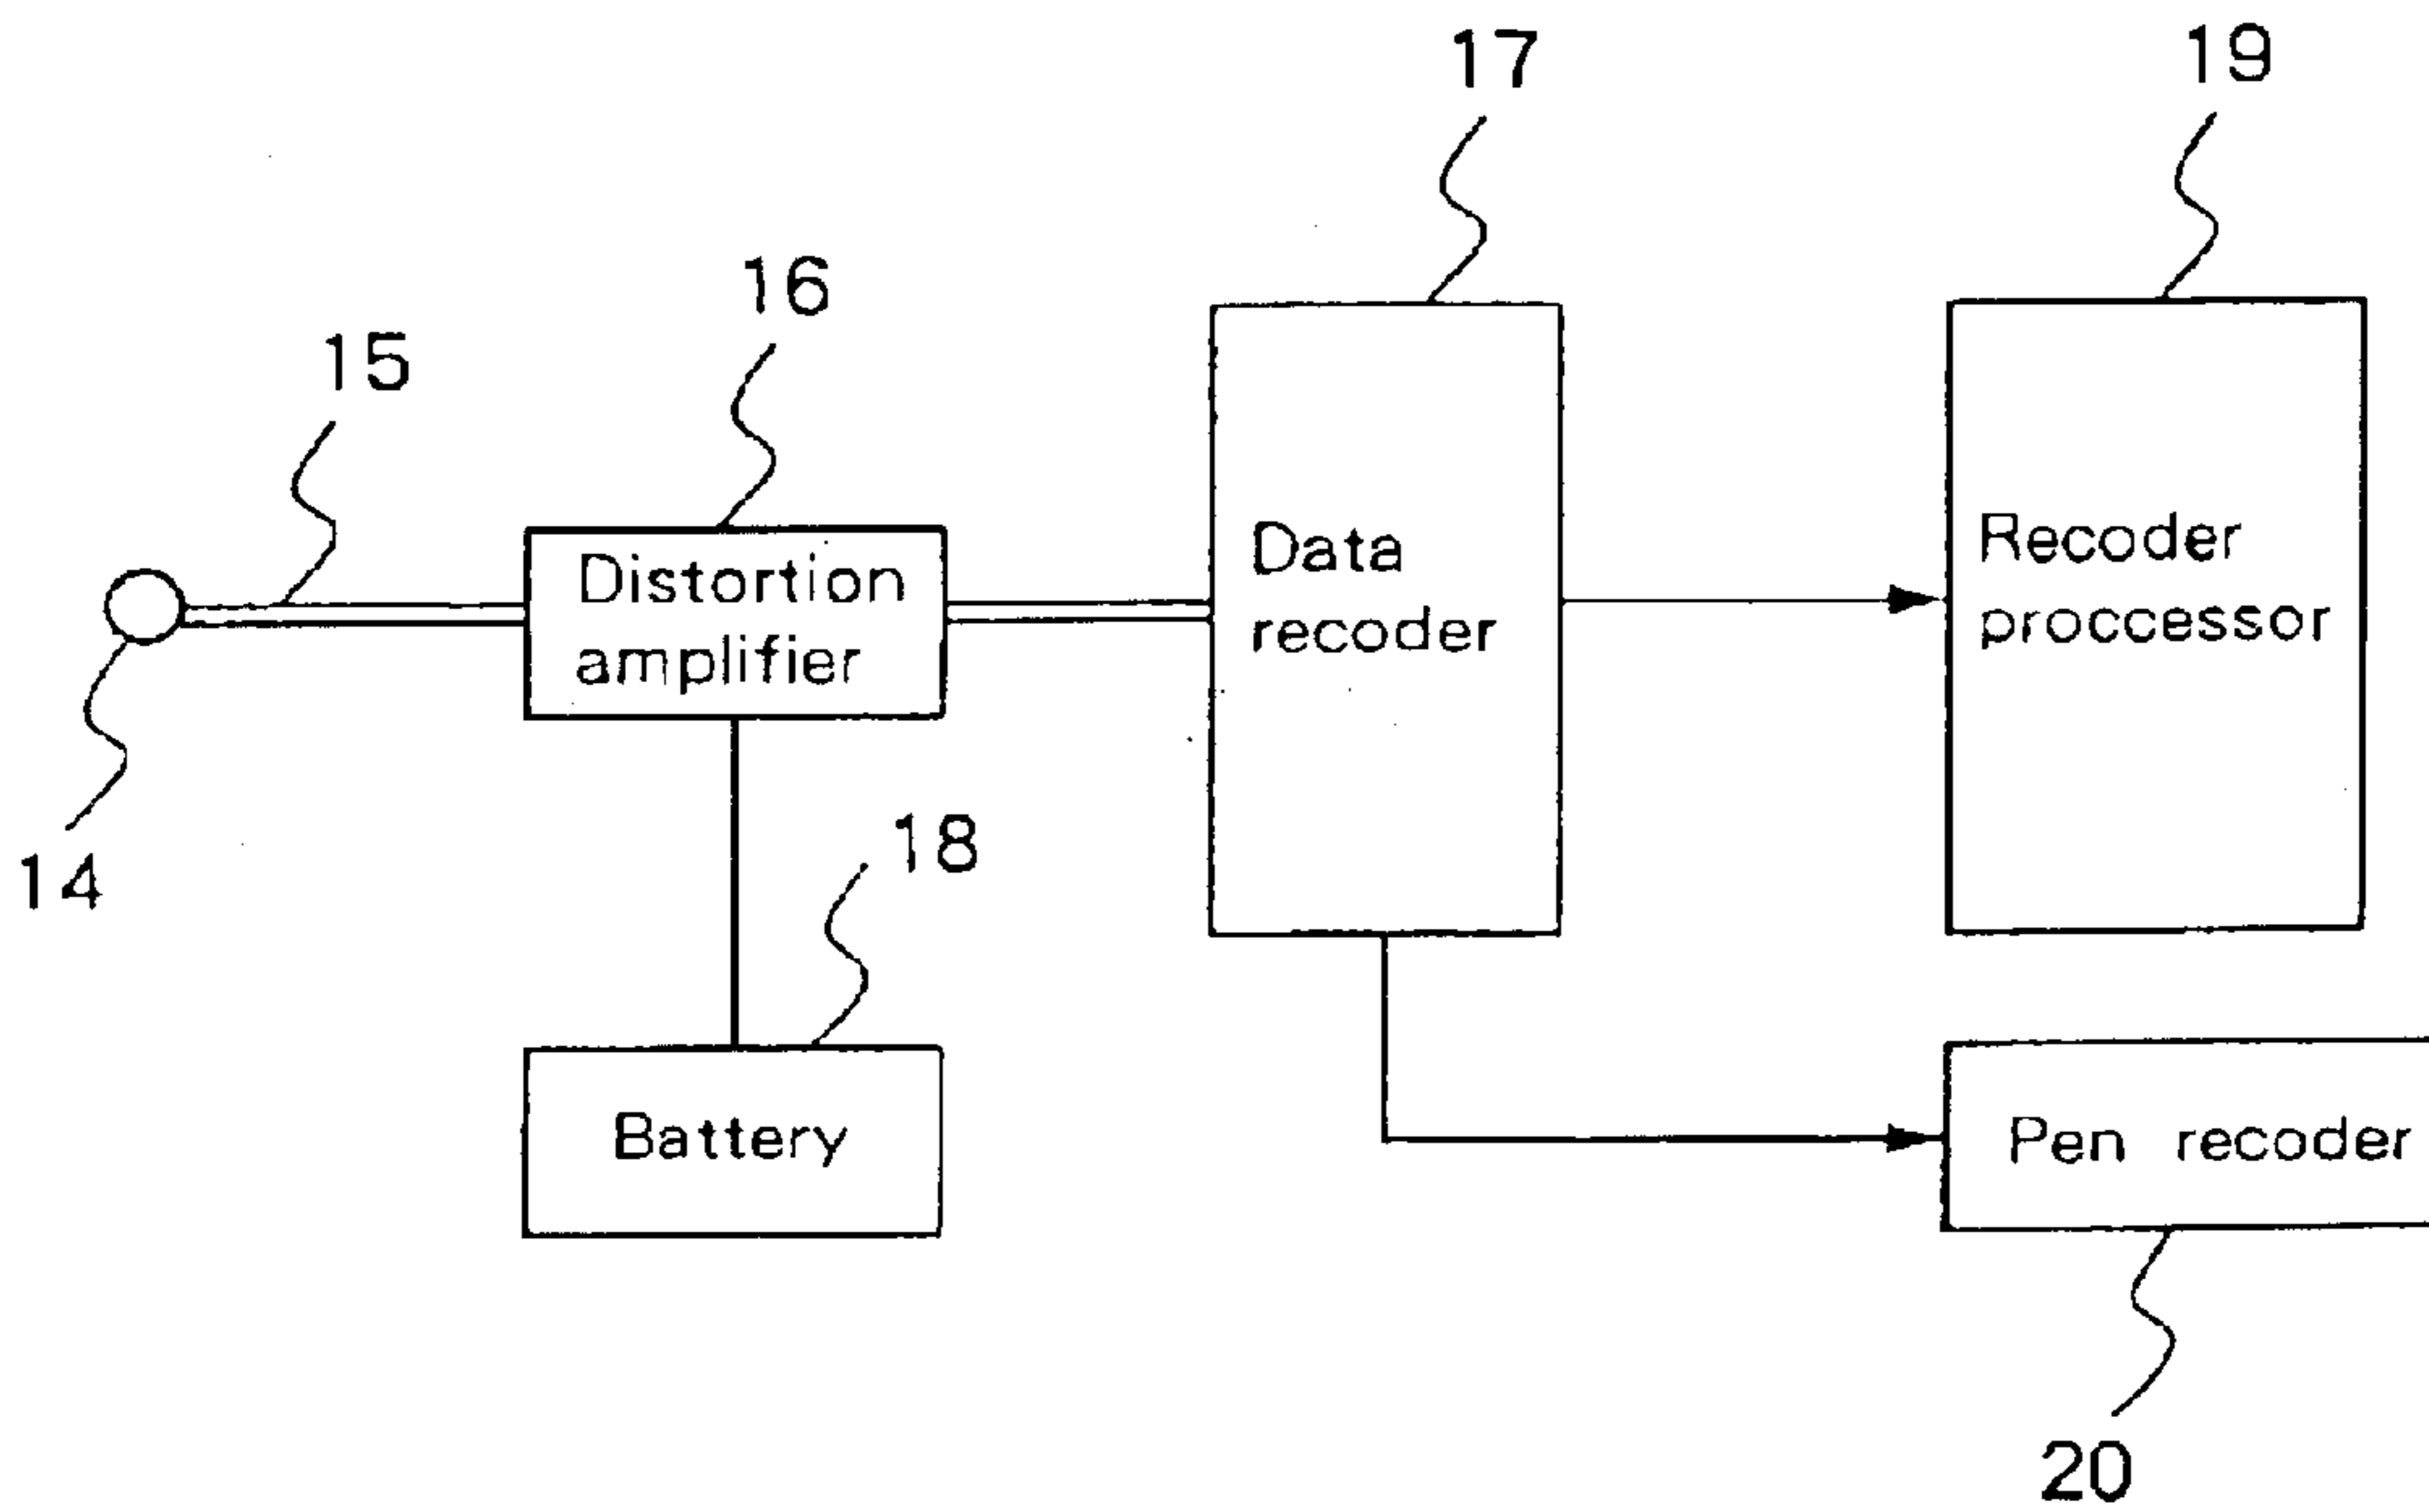 17
19
16
15
Distortion
amplifier
Data
recoder
Recoder
proccessor
14
18
Battery
Pen recoder
20